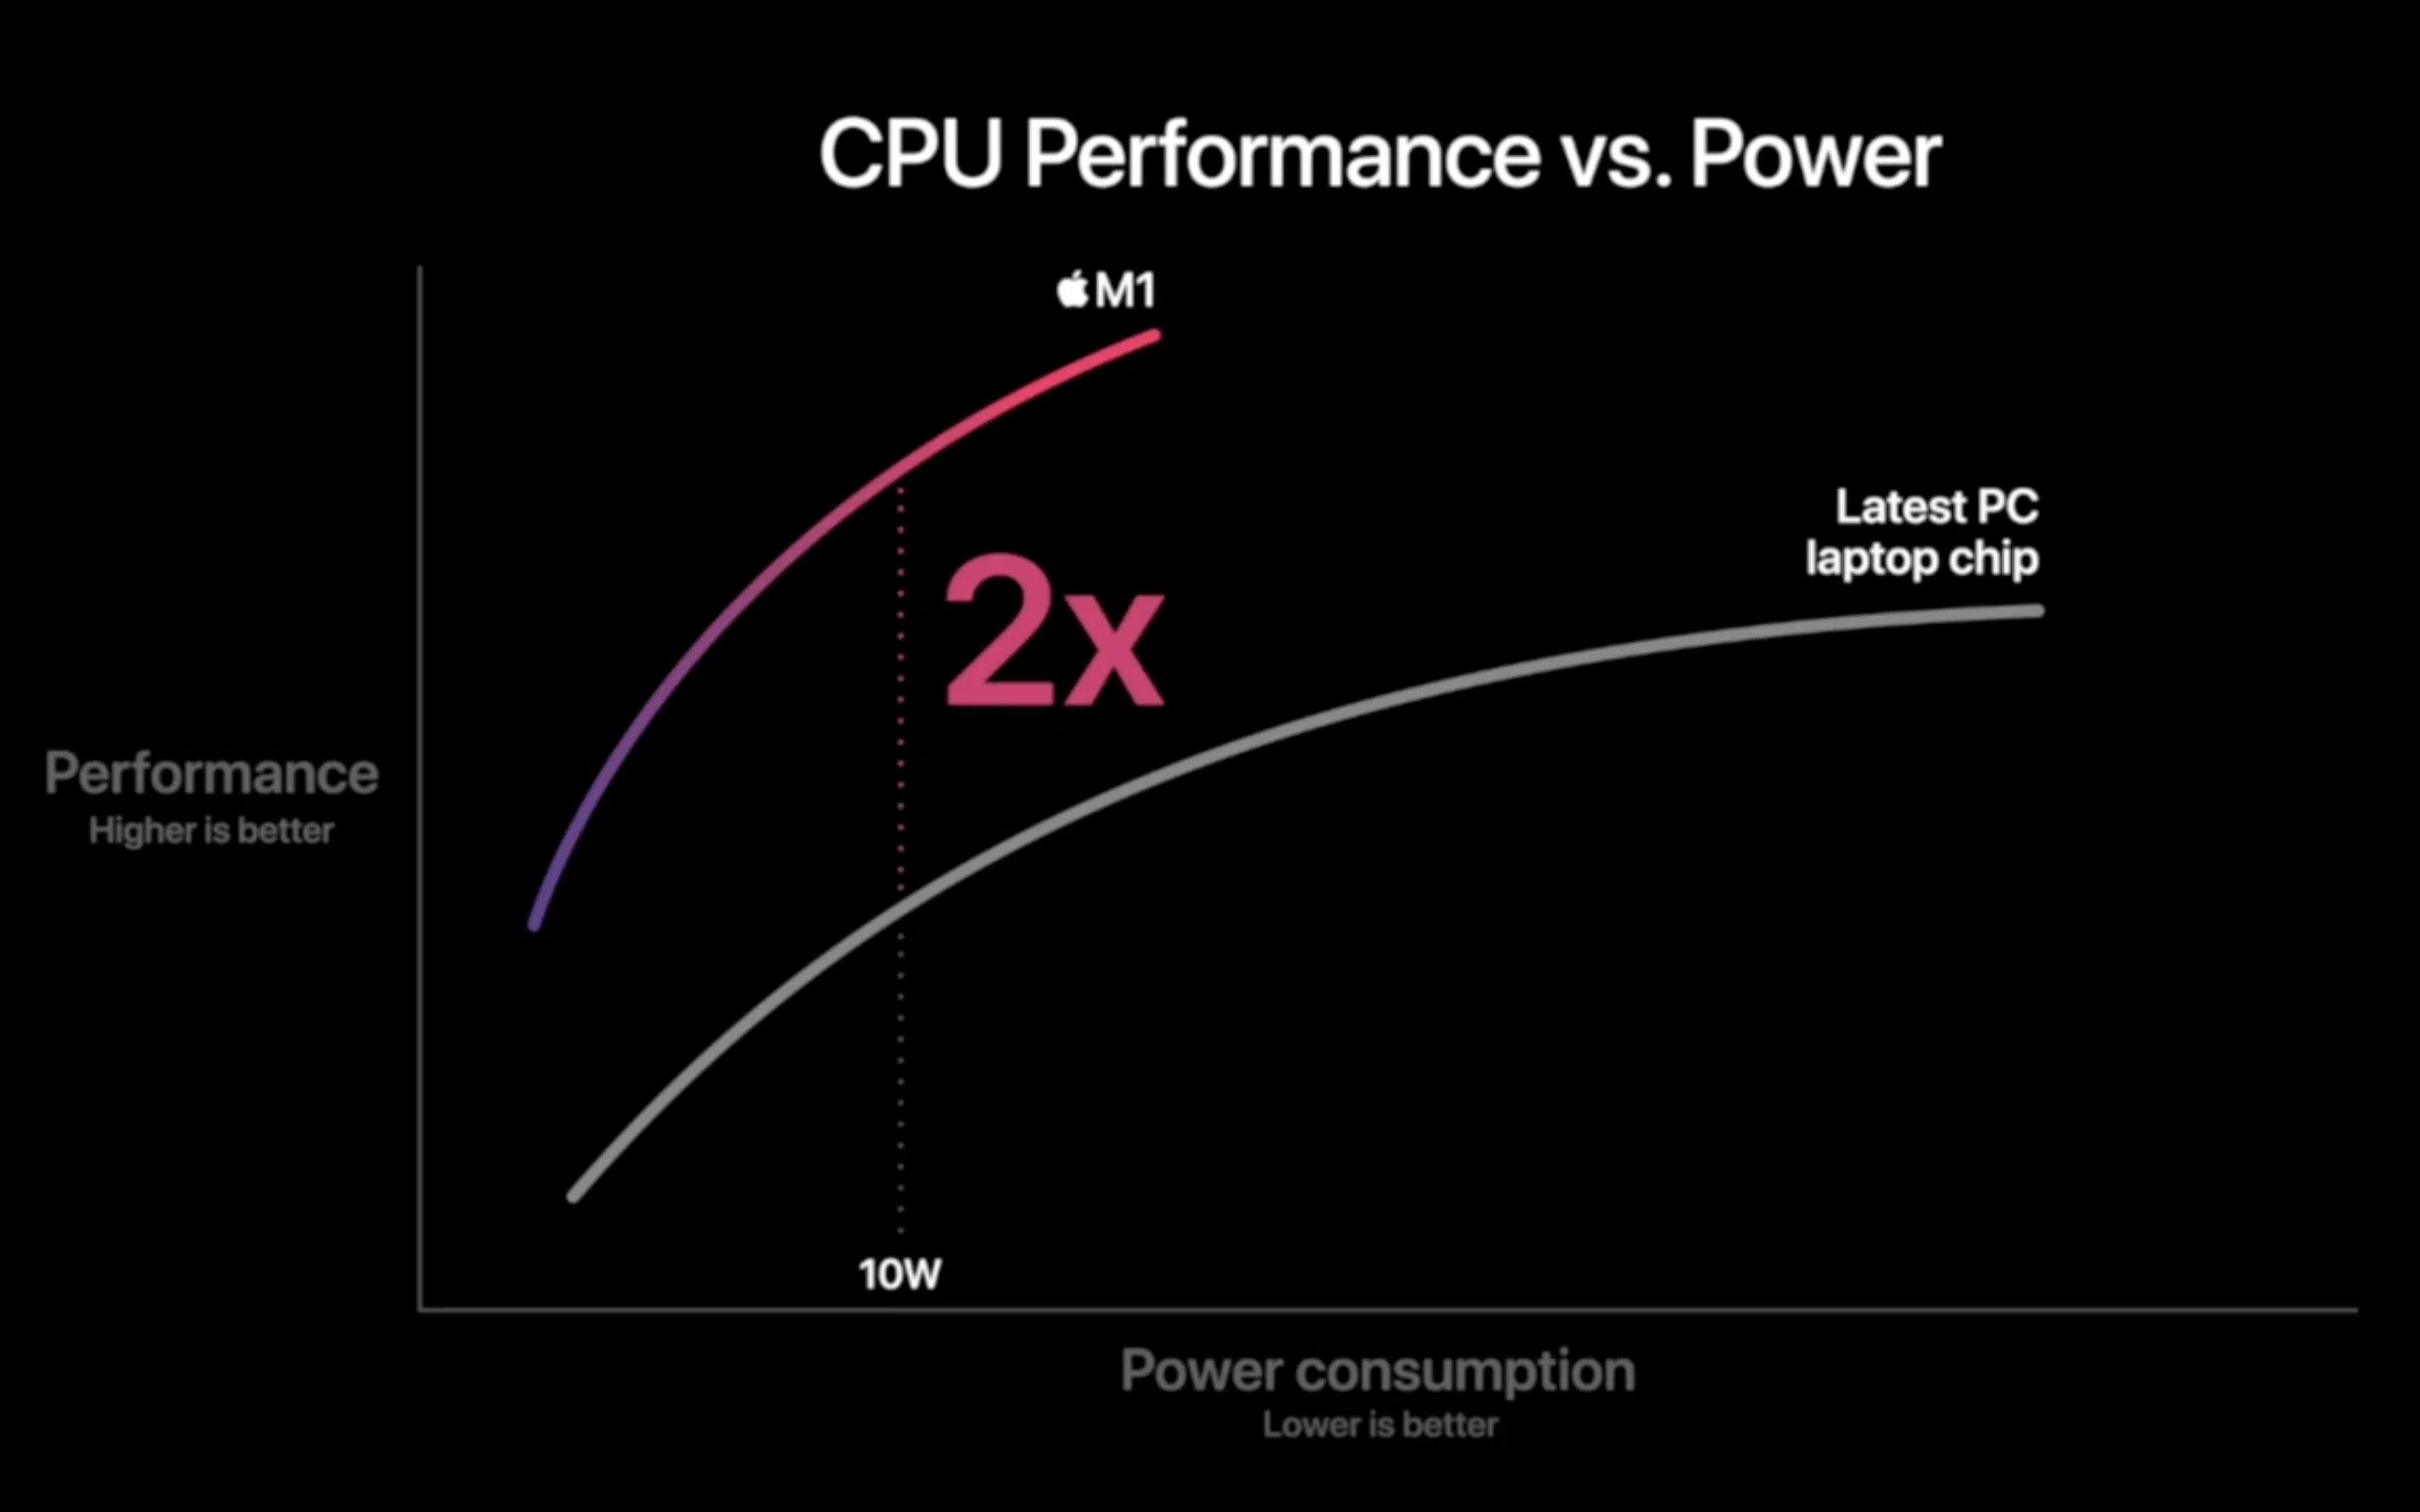 CPU Performance vs. Power
M1
Latest PC
laptop chip
2x
Performance
Higher is better
10W
Power consumption
Lower is better